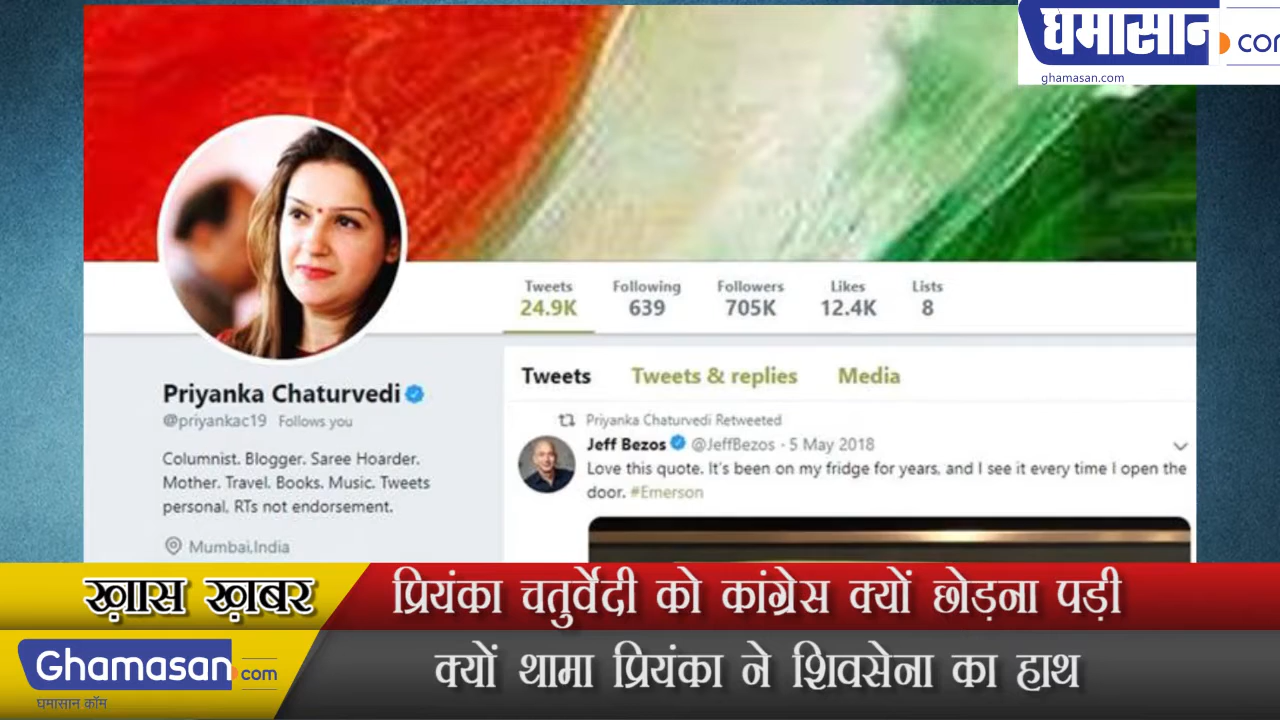 घमासान
com
ghamasan.com
Tweets Following Followers Likes Lists
24.9K 639 705K 12.4K 8
Priyanka Chaturvedi
@priyankac19 Follows you
Columnist. Blogger. Saree Hoarder.
Mother. Travel. Books. Music. Tweets
personal, RTs not endorsement.
Mumbai,India
Tweets Tweets & replies Media
Priyanka Chaturvedi Retweeted
Jeff Bezos @JeffBezos · 5 May 2018
Love this quote. It's been on my fridge for years, and I see it every time I open the
door. #Emerson
ख़ास ख़बर
प्रियंका चतुर्वेदी को कांग्रेस क्यों छोड़ना पड़ी
क्यों थामा प्रियंका ने शिवसेना का हाथ
Ghamasan com
घमासान कॉम